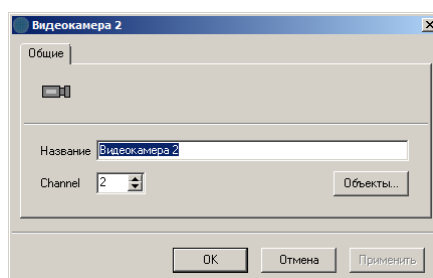 Видеокамера 2
Общие
Название Видеокамера 2
Channel 2 Объекты...
OK Отмена Применить